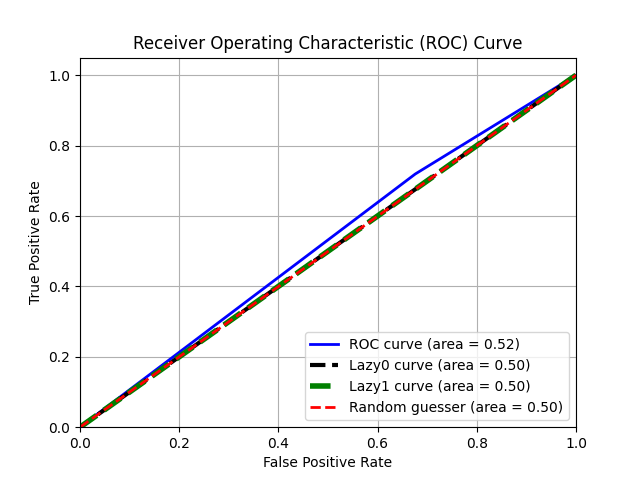 Receiver Operating Characteristic (ROC) Curve
1.0
0.8
0.6
0.4
0.2
0.0
True Positive Rate
ROC curve (area = 0.52)
Lazy0 curve (area = 0.50)
Lazy1 curve (area = 0.50)
Random guesser (area = 0.50)
0.0 0.2 0.4 0.6 0.8 1.0
False Positive Rate